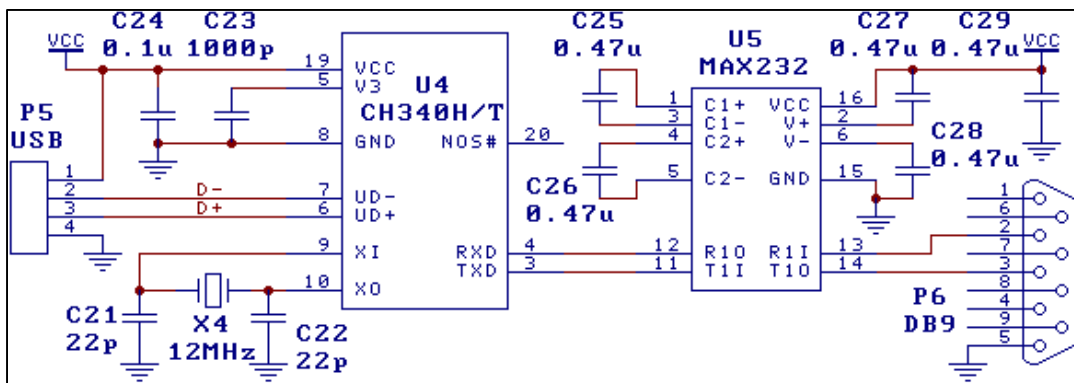 C24
C23
C25
C27
C29
VCC
0.1u
1000p
0.47u
U5
0.47u
0.47u
VCC
MAX232
P5
USB
19
VCC
5
V3
U4
CH340H/T
8
GND
NOS#
20
1
C1+
VCC
16
3
C1-
V+
2
4
C2+
V-
6
C28
0.47u
5
C2-
GND
15
C26
0.47u
1
2
D-
7
UD-
3
D+
6
UD+
4
9
XI
RXD
4
12
R1O
R1I
13
TXD
3
11
T1I
T1O
14
10
XO
C21
22p
X4
12MHz
C22
22p
1
6
2
7
3
8
4
9
5
P6
DB9